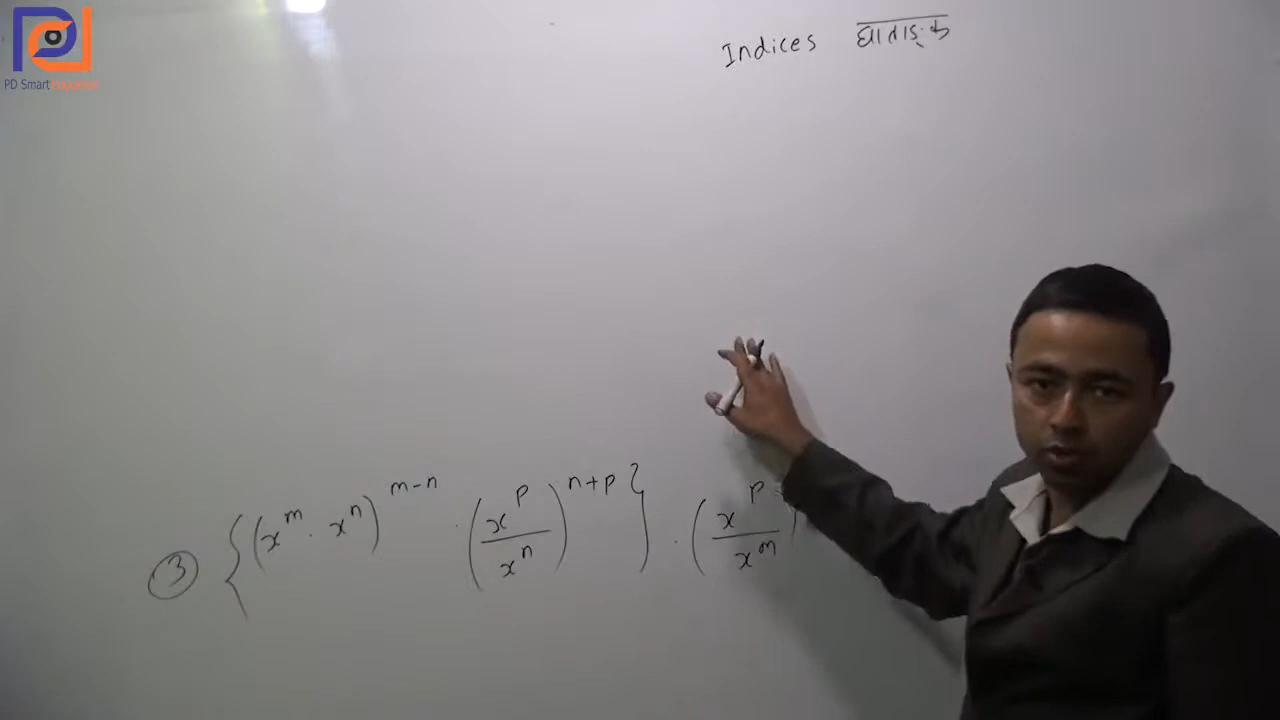 PD Smart
Indices घाताङ्क
③ { (x^m . x^n)^{m-n} . (x^p / x^n)^{n+p} } . (x^p / x^m)